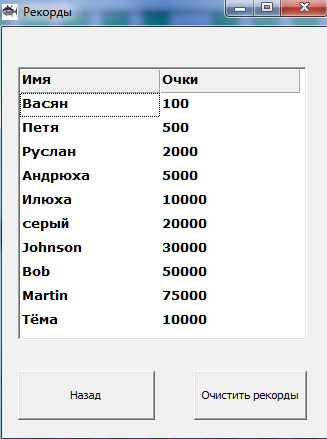 Рекорды
Имя Очки
Васян 100
Петя 500
Руслан 2000
Андрюха 5000
Илюха 10000
серый 20000
Johnson 30000
Bob 50000
Martin 75000
Тёма 10000
Назад Очистить рекорды